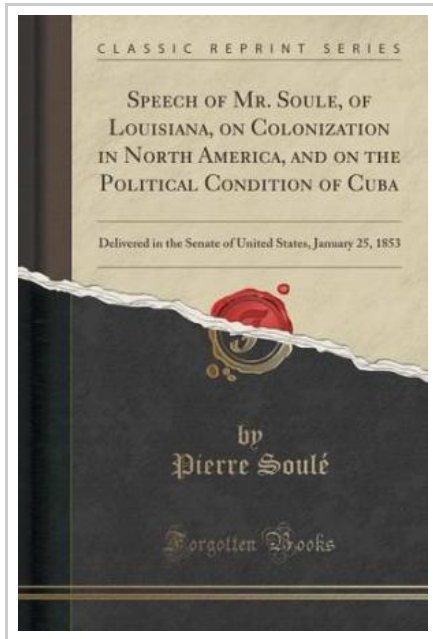 CLASSIC REPRINT SERIES
SPEECH OF MR. SOULE, OF
LOUISIANA, ON COLONIZATION
IN NORTH AMERICA, AND ON THE
POLITICAL CONDITION OF CUBA
Delivered in the Senate of United States, January 25, 1853
by
Pierre Soulé
Forgotten Books